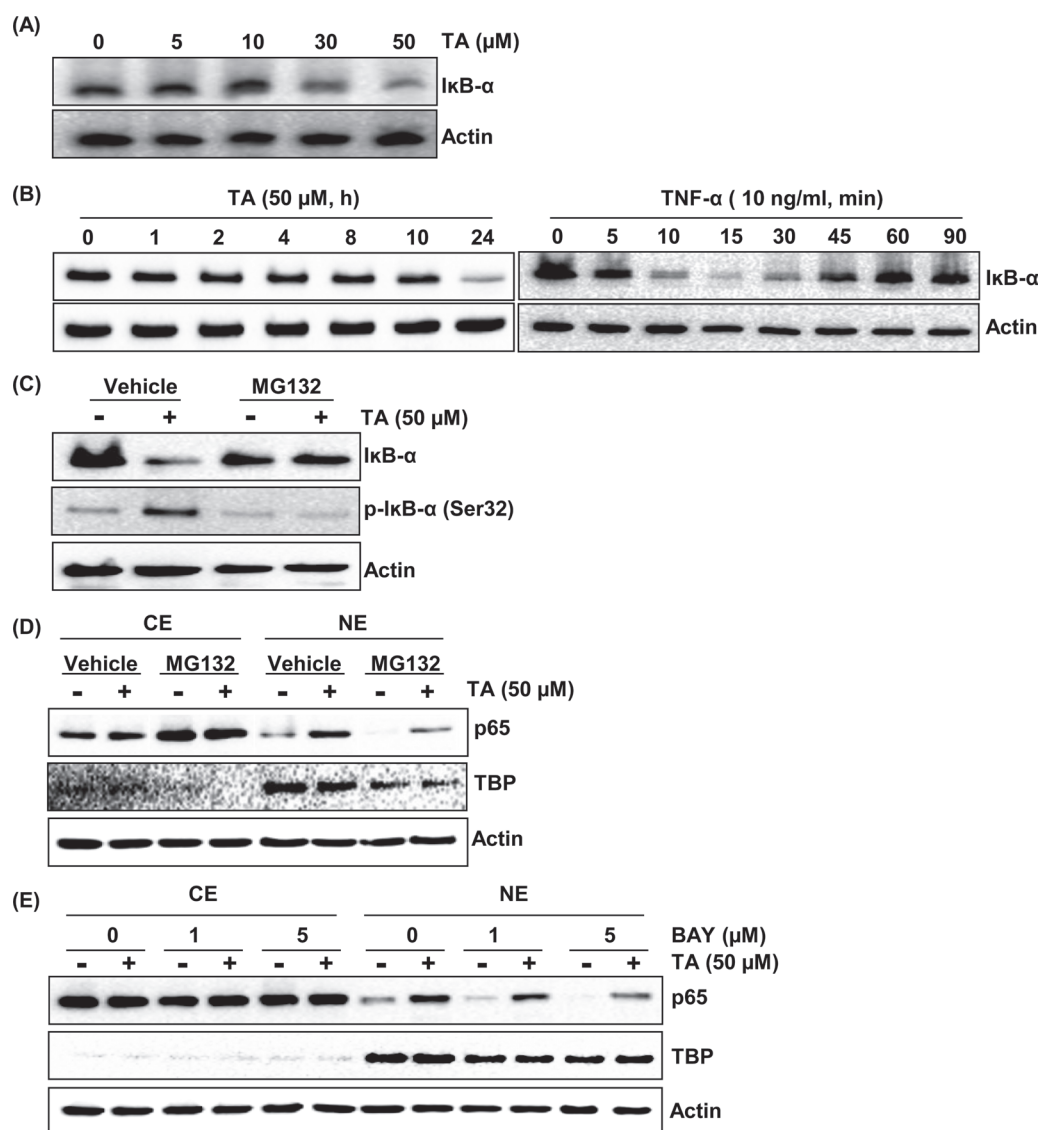 (A)
0 5 10 30 50 TA (µM)
IκB-α
Actin
(B)
TA (50 µM, h) TNF-α ( 10 ng/ml, min)
0 1 2 4 8 10 24 0 5 10 15 30 45 60 90
IκB-α
Actin
(C)
Vehicle MG132
- + - + TA (50 µM)
IκB-α
p-IκB-α (Ser32)
Actin
(D)
CE NE
Vehicle MG132 Vehicle MG132
- + - + - + - + TA (50 µM)
p65
TBP
Actin
(E)
CE NE
0 1 5 0 1 5 BAY (µM)
- + - + - + - + - + - + TA (50 µM)
p65
TBP
Actin